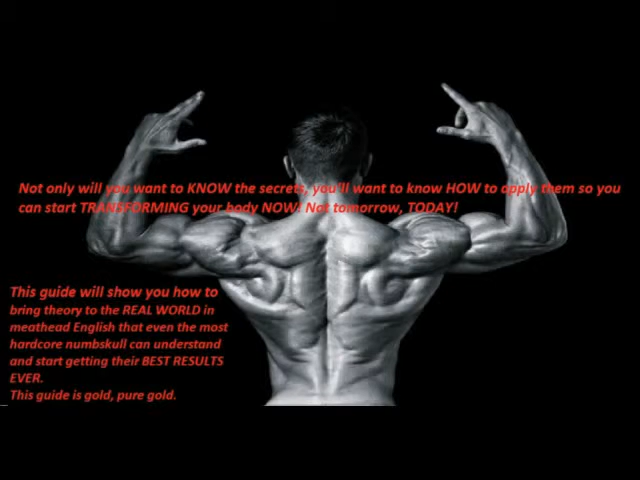 Not only will you want to KNOW the secrets, you'll want to know HOW to apply them so you
can start TRANSFORMING your body NOW! Not tomorrow, TODAY!
This guide will show you how to
bring theory to the REAL WORLD in
meathead English that even the most
hardcore numbskull can understand
and start getting their BEST RESULTS
EVER.
This guide is gold, pure gold.